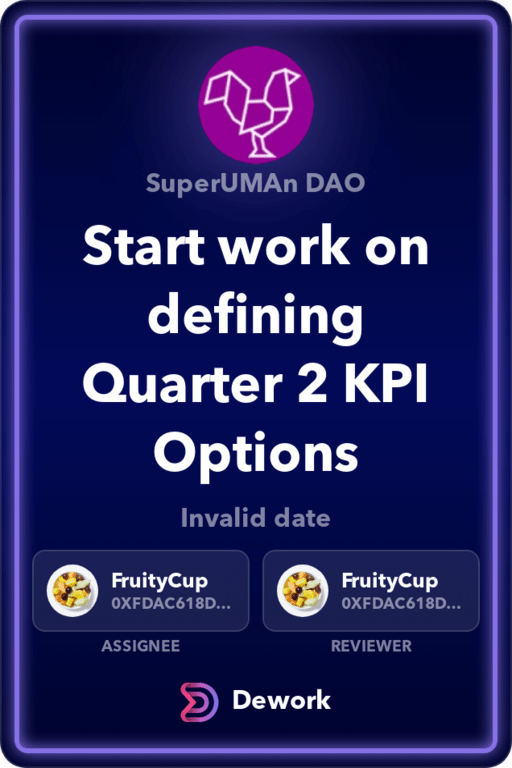 SuperUMAn DAO
Start work on
defining
Quarter 2 KPI
Options
Invalid date
FruityCup
0XFDAC618D...
ASSIGNEE
FruityCup
0XFDAC618D...
REVIEWER
Dework